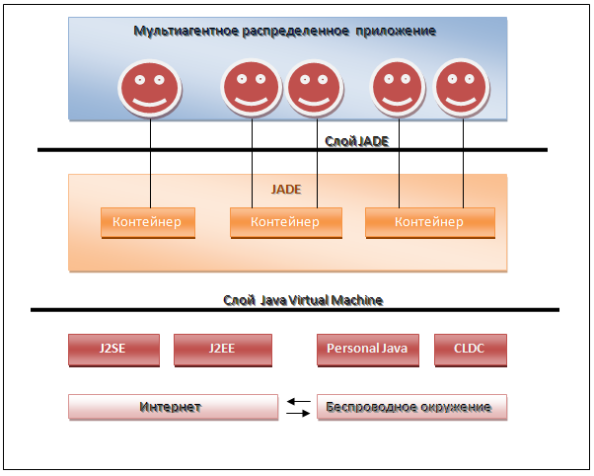 Мультиагентное распределенное приложение
Слой JADE
JADE
Контейнер Контейнер Контейнер
Слой Java Virtual Machine
J2SE J2EE Personal Java CLDC
Интернет Беспроводное окружение